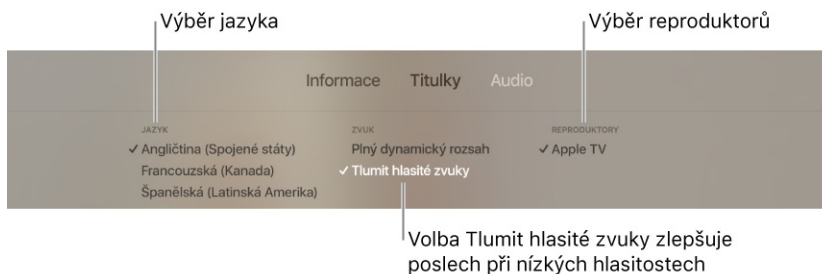 Výběr jazyka
Výběr reproduktorů
Informace Titulky Audio
JAZYK
✓ Angličtina (Spojené státy)
Francouzská (Kanada)
Španělská (Latinská Amerika)
ZVUK
Plný dynamický rozsah
✓ Tlumit hlasité zvuky
REPRODUKTORY
✓ Apple TV
Volba Tlumit hlasité zvuky zlepšuje
poslech při nízkých hlasitostech